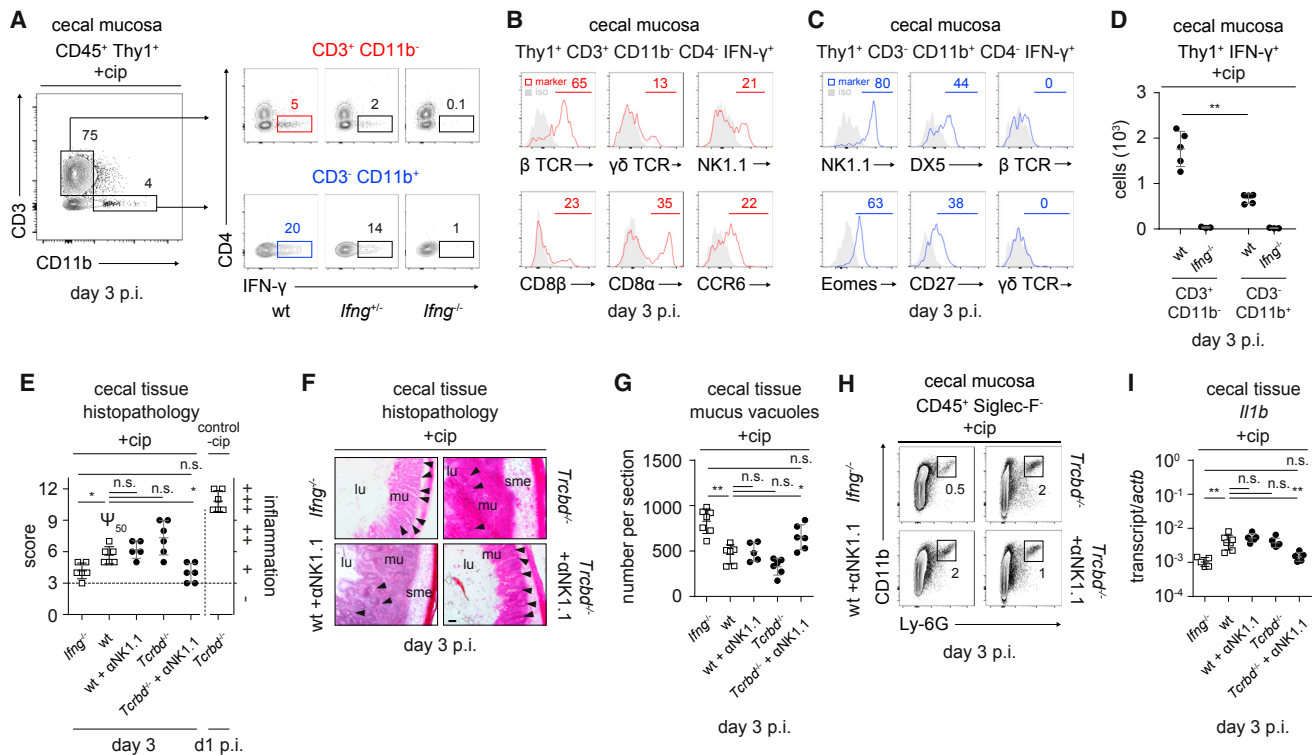 A
cecal mucosa
CD45⁺ Thy1⁺
+cip
75
4
CD3
CD11b
day 3 p.i.
CD3⁺ CD11b⁻
5
2
0.1
CD3⁻ CD11b⁺
20
14
1
CD4
IFN-γ
wt
Ifng⁺/⁻
Ifng⁻/⁻
B
cecal mucosa
Thy1⁺ CD3⁺ CD11b⁻ CD4⁻ IFN-γ⁺
marker
iso
65
13
21
β TCR
γδ TCR
NK1.1
23
35
22
CD8β
CD8α
CCR6
day 3 p.i.
C
cecal mucosa
Thy1⁺ CD3⁻ CD11b⁺ CD4⁻ IFN-γ⁺
marker
iso
80
44
0
NK1.1
DX5
β TCR
63
38
0
Eomes
CD27
γδ TCR
day 3 p.i.
D
cecal mucosa
Thy1⁺ IFN-γ⁺
+cip
**
cells (10³)
3
2
1
0
wt
Ifng⁻/⁻
wt
Ifng⁻/⁻
CD3⁺
CD11b⁻
CD3⁻
CD11b⁺
day 3 p.i.
E
cecal tissue
histopathology
+cip
control
-cip
n.s.
n.s.
* n.s. *
Ψ50
score
12
9
6
3
0
+++
++
+
-
inflammation
Ifng⁻/⁻
wt
wt + αNK1.1
Tcrbd⁻/⁻
Tcrbd⁻/⁻ + αNK1.1
Tcrbd⁻/⁻
day 3
d1 p.i.
F
cecal tissue
histopathology
+cip
Ifng⁻/⁻
wt +αNK1.1
lu
mu
lu
mu
sme
lu
mu
sme
mu
lu
Trcbd⁻/⁻
Trcbd⁻/⁻
+αNK1.1
day 3 p.i.
G
cecal tissue
mucus vacuoles
+cip
n.s.
n.s.
** n.s. *
number per section
1500
1000
500
0
Ifng⁻/⁻
wt
wt + αNK1.1
Tcrbd⁻/⁻
Tcrbd⁻/⁻ + αNK1.1
day 3 p.i.
H
cecal mucosa
CD45⁺ Siglec-F⁻
+cip
Ifng⁻/⁻
wt +αNK1.1
0.5
2
2
1
Trcbd⁻/⁻
Trcbd⁻/⁻
+αNK1.1
CD11b
Ly-6G
day 3 p.i.
I
cecal tissue
Il1b
+cip
n.s.
n.s.
** n.s. **
transcript/actb
10⁰
10⁻¹
10⁻²
10⁻³
10⁻⁴
Ifng⁻/⁻
wt
wt + αNK1.1
Tcrbd⁻/⁻
Tcrbd⁻/⁻ + αNK1.1
day 3 p.i.